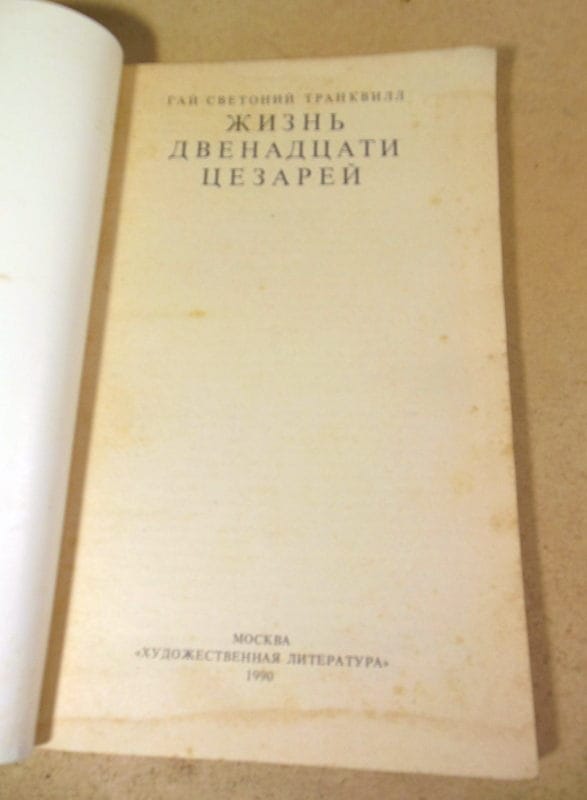 ГАЙ СВЕТОНИЙ ТРАНКВИЛЛ
ЖИЗНЬ
ДВЕНАДЦАТИ
ЦЕЗАРЕЙ
МОСКВА
«ХУДОЖЕСТВЕННАЯ ЛИТЕРАТУРА»
1990